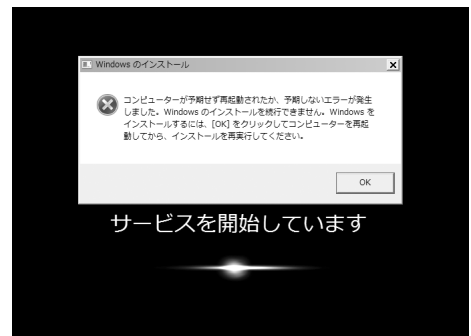 Windows のインストール
コンピューターが予期せず再起動されたか、予期しないエラーが発生
しました。Windows のインストールを続行できません。Windows を
インストールするには、[OK] をクリックしてコンピューターを再起
動してから、インストールを再実行してください。
OK
サービスを開始しています